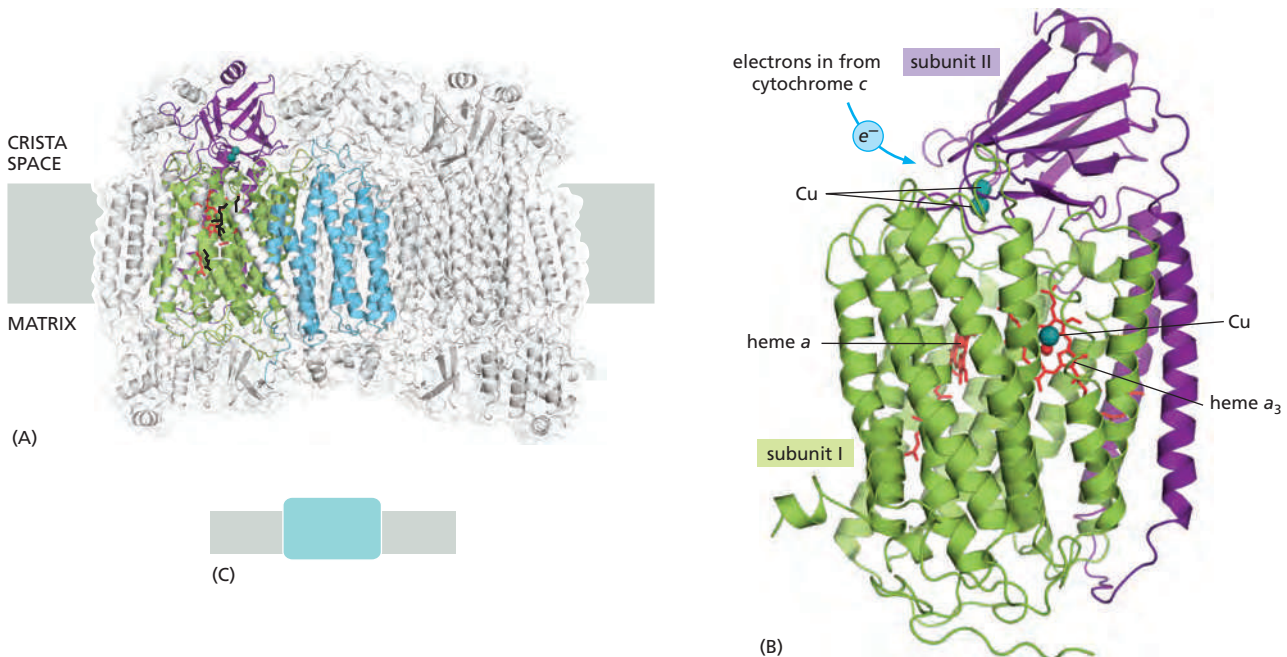 CRISTA
SPACE
MATRIX
(A)
(C)
electrons in from
cytochrome c
subunit II
e−
Cu
heme a
Cu
heme a3
subunit I
(B)